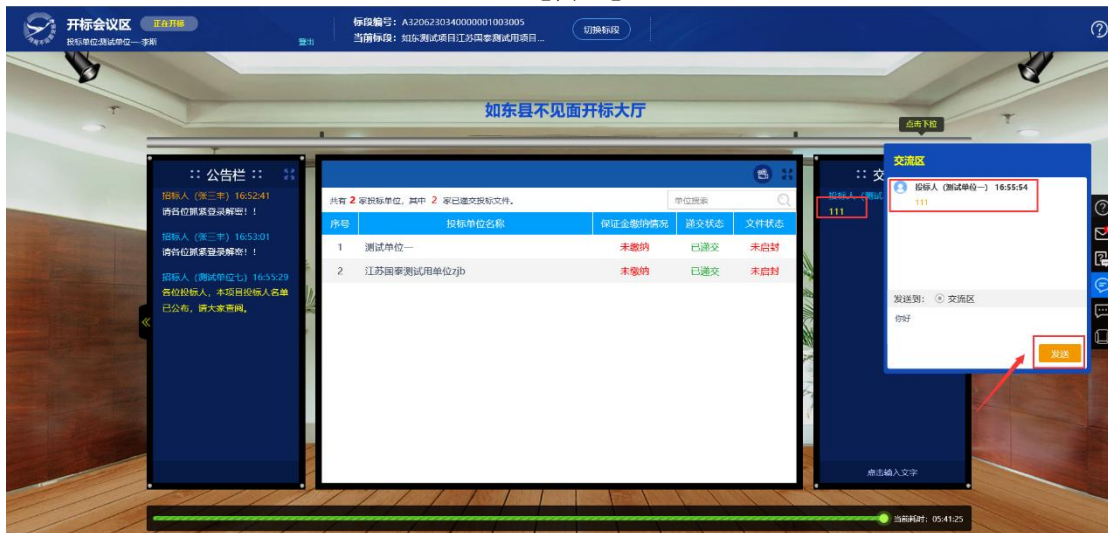 开标会议区 正在开标
投标单位:测试单位一-李斯 登出
标段编号：A3206230340000001003005
当前标段：如东测试项目江苏国泰测试用项目...
切换标段
如东县不见面开标大厅
点击下拉
:: 公告栏 ::
招标人（张三丰）16:52:41
请各位抓紧登录解密！！
招标人（张三丰）16:53:01
请各位抓紧登录解密！！
招标人（测试单位七）16:55:29
各位投标人，本项目投标人名单
已公布，请大家查阅。
共有 2 家投标单位，其中 2 家已递交投标文件。
单位搜索
序号 投标单位名称 保证金缴纳情况 递交状态 文件状态
1 测试单位一 未缴纳 已递交 未启封
2 江苏国泰测试用单位zjb 未缴纳 已递交 未启封
:: 交
投标人（测试
111
点击输入文字
交流区
投标人（测试单位一）16:55:54
111
发送到： 交流区
你好
发送
当前耗时：05:41:25